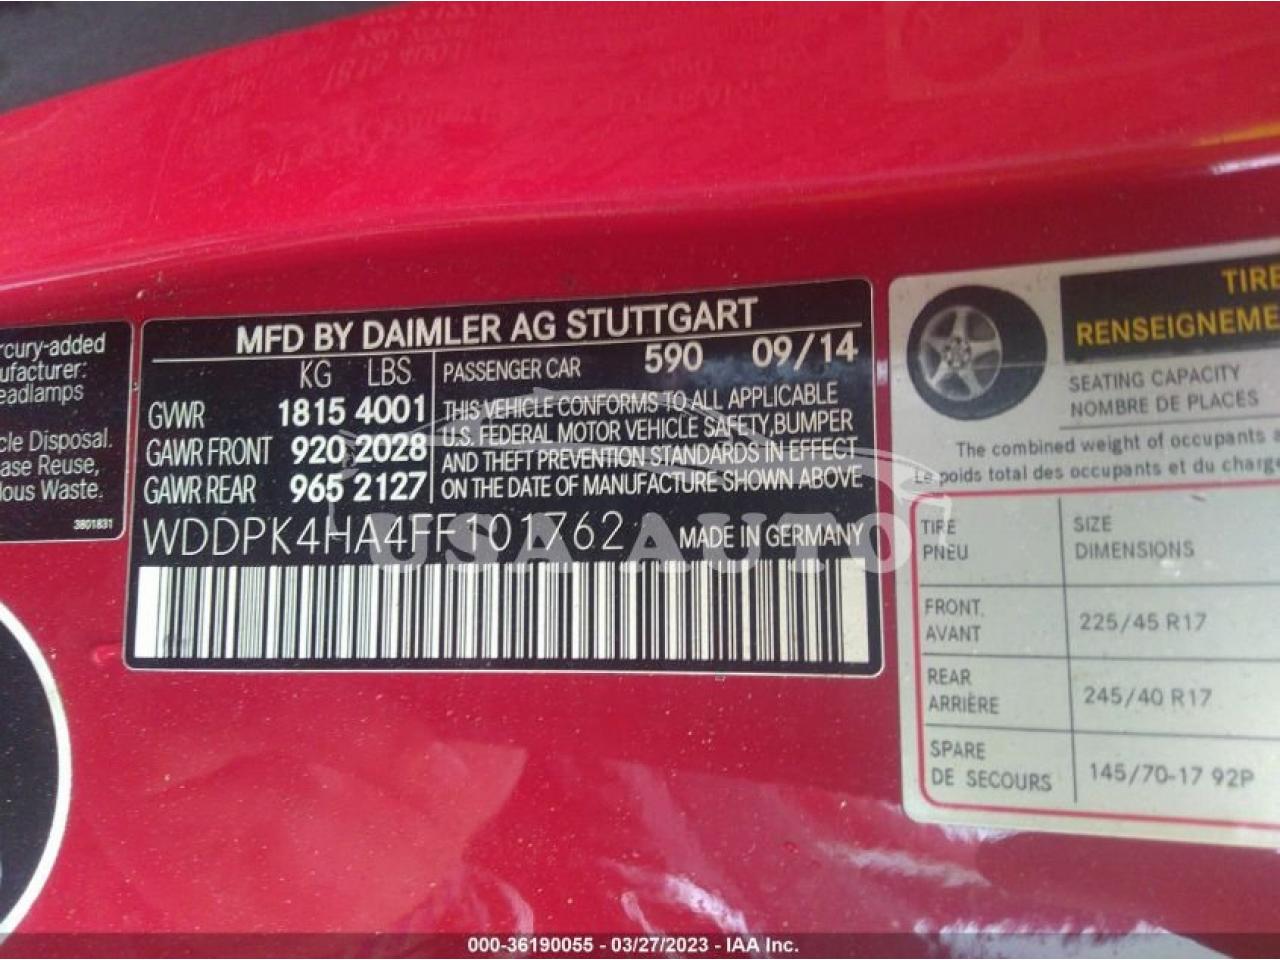 rcury-added
ufacturer:
eadlamps
cle Disposal.
ase Reuse,
lous Waste.
3801831
MFD BY DAIMLER AG STUTTGART
KG LBS
PASSENGER CAR 590 09/14
GVWR 1815 4001
GAWR FRONT 920 2028
GAWR REAR 965 2127
THIS VEHICLE CONFORMS TO ALL APPLICABLE
U.S. FEDERAL MOTOR VEHICLE SAFETY, BUMPER
AND THEFT PREVENTION STANDARDS IN EFFECT
ON THE DATE OF MANUFACTURE SHOWN ABOVE
WDDPK4HA4FF101762 MADE IN GERMANY
USA AUTO
TIRE
RENSEIGNEME
SEATING CAPACITY
NOMBRE DE PLACES
The combined weight of occupants a
Le poids total des occupants et du charge
TIRE SIZE
PNEU DIMENSIONS
FRONT. 225/45 R17
AVANT
REAR 245/40 R17
ARRIÈRE
SPARE 145/70-17 92P
DE SECOURS
000-36190055 - 03/27/2023 - IAA Inc.